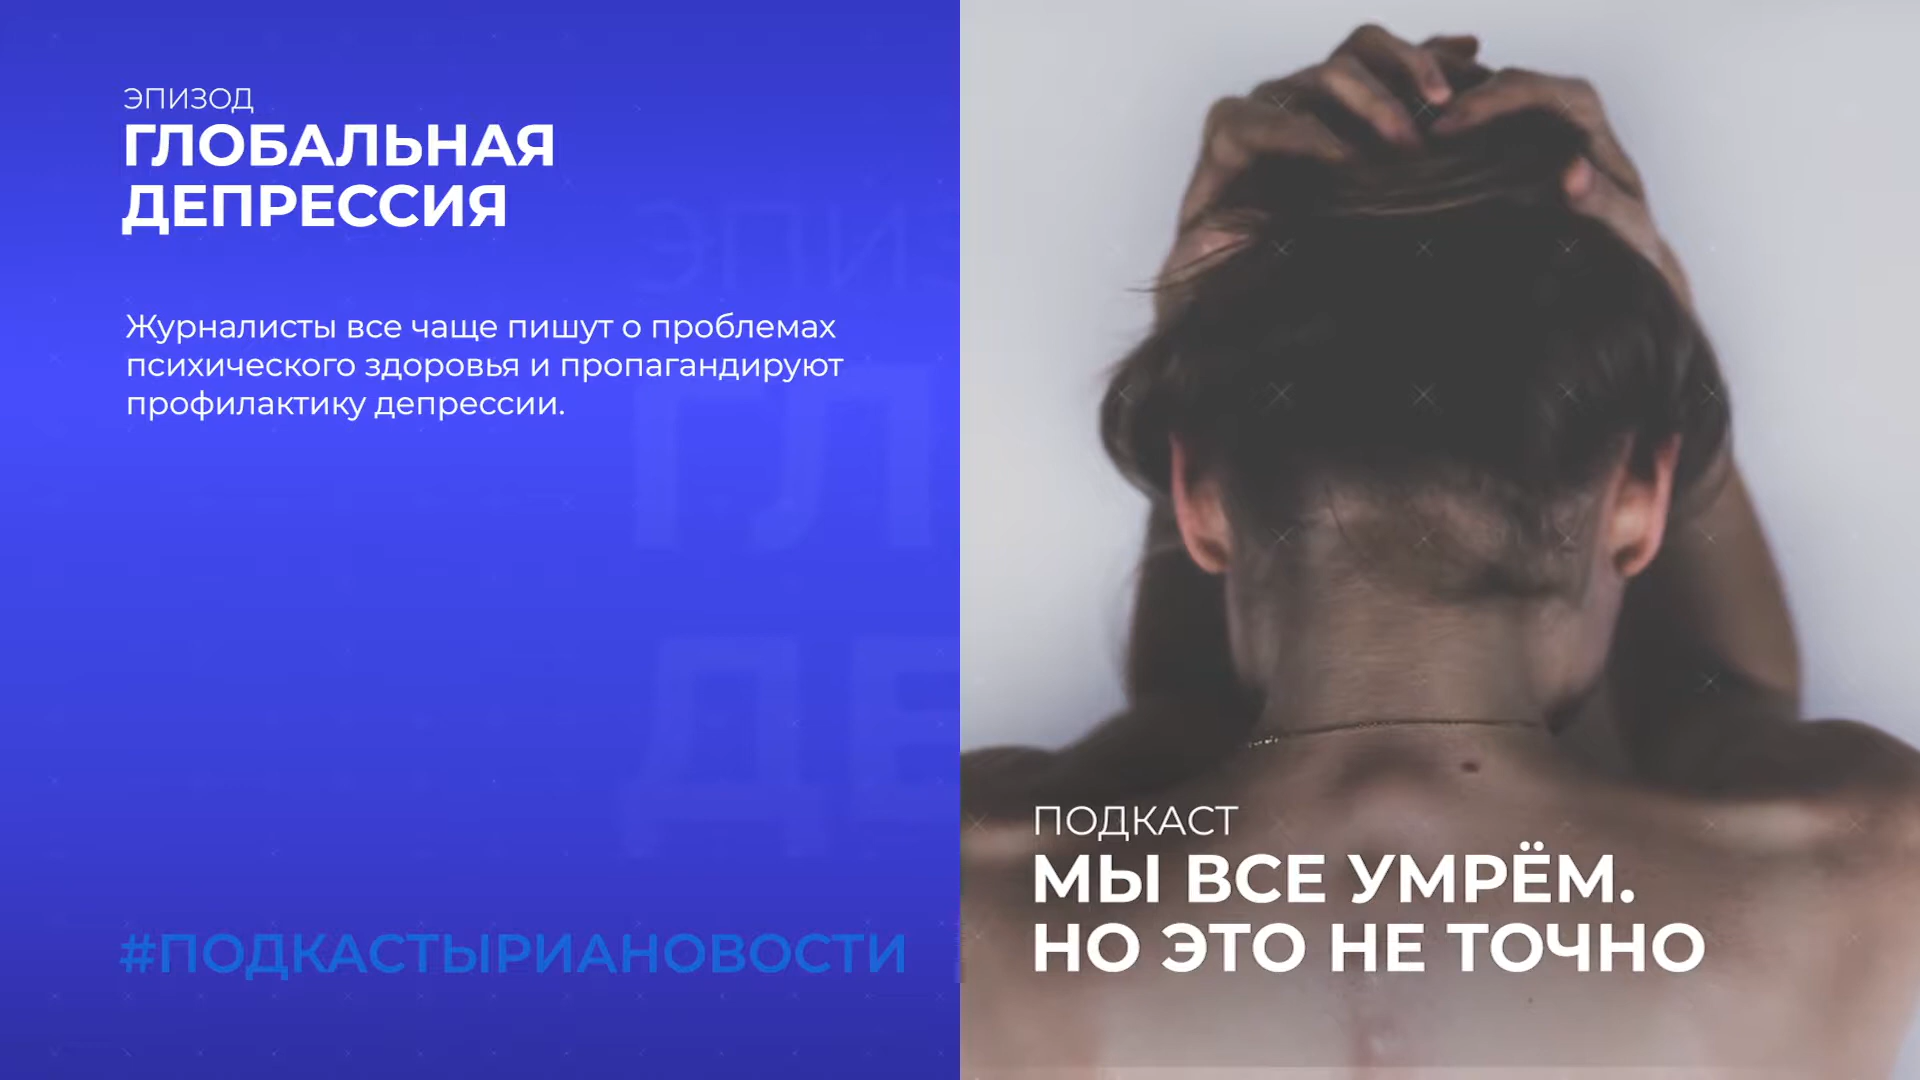 ЭПИЗОД
ГЛОБАЛЬНАЯ
ДЕПРЕССИЯ
Журналисты все чаще пишут о проблемах
психического здоровья и пропагандируют
профилактику депрессии.
#ПОДКАСТЫРИАНОВОСТИ
ПОДКАСТ
МЫ ВСЕ УМРЁМ.
НО ЭТО НЕ ТОЧНО